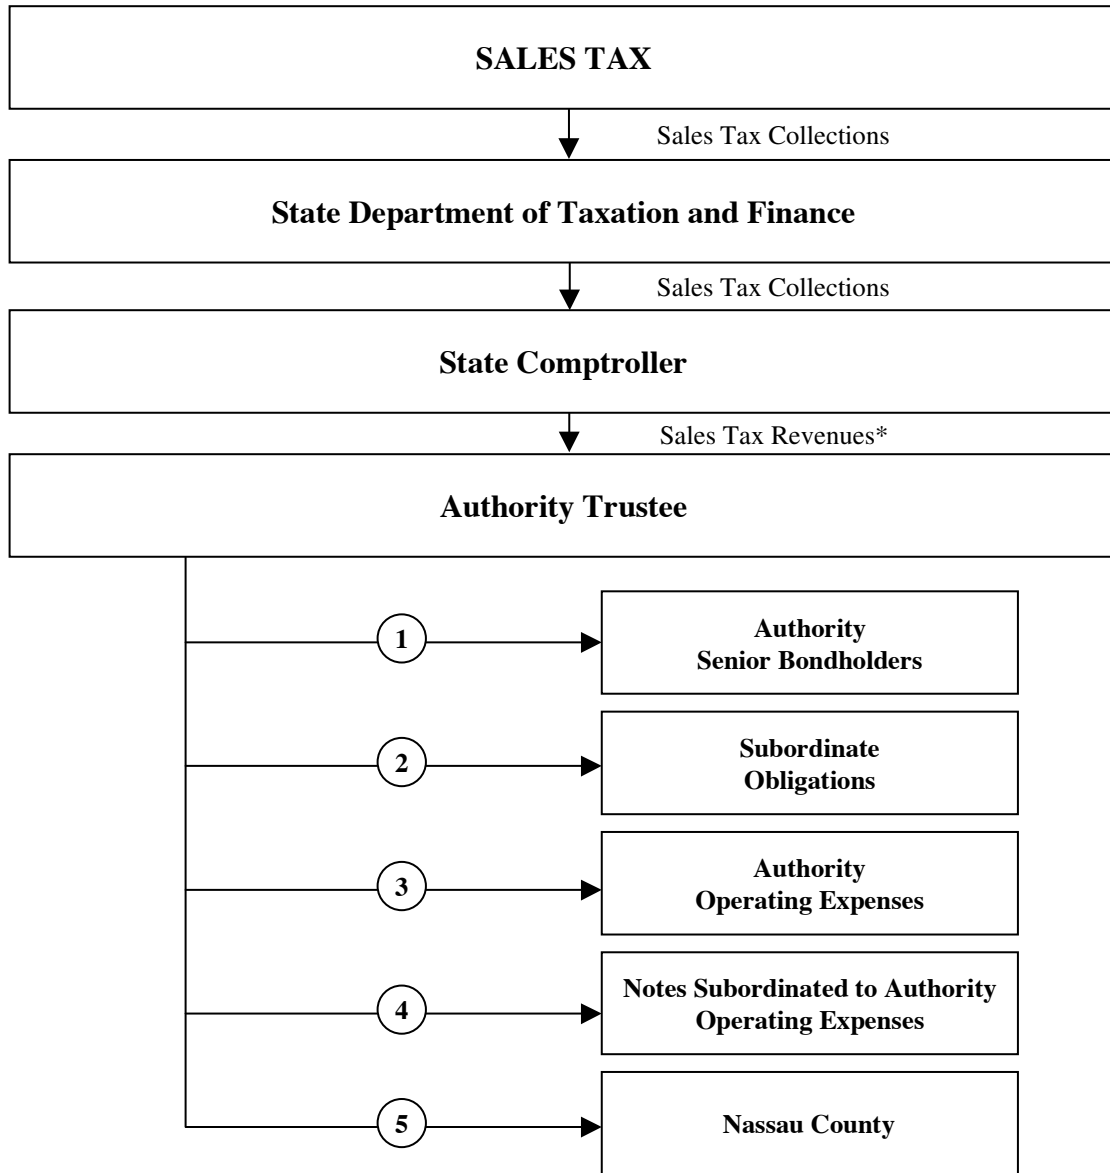 SALES TAX
Sales Tax Collections
State Department of Taxation and Finance
Sales Tax Collections
State Comptroller
Sales Tax Revenues*
Authority Trustee
1
Authority
Senior Bondholders
2
Subordinate
Obligations
3
Authority
Operating Expenses
4
Notes Subordinated to Authority
Operating Expenses
5
Nassau County